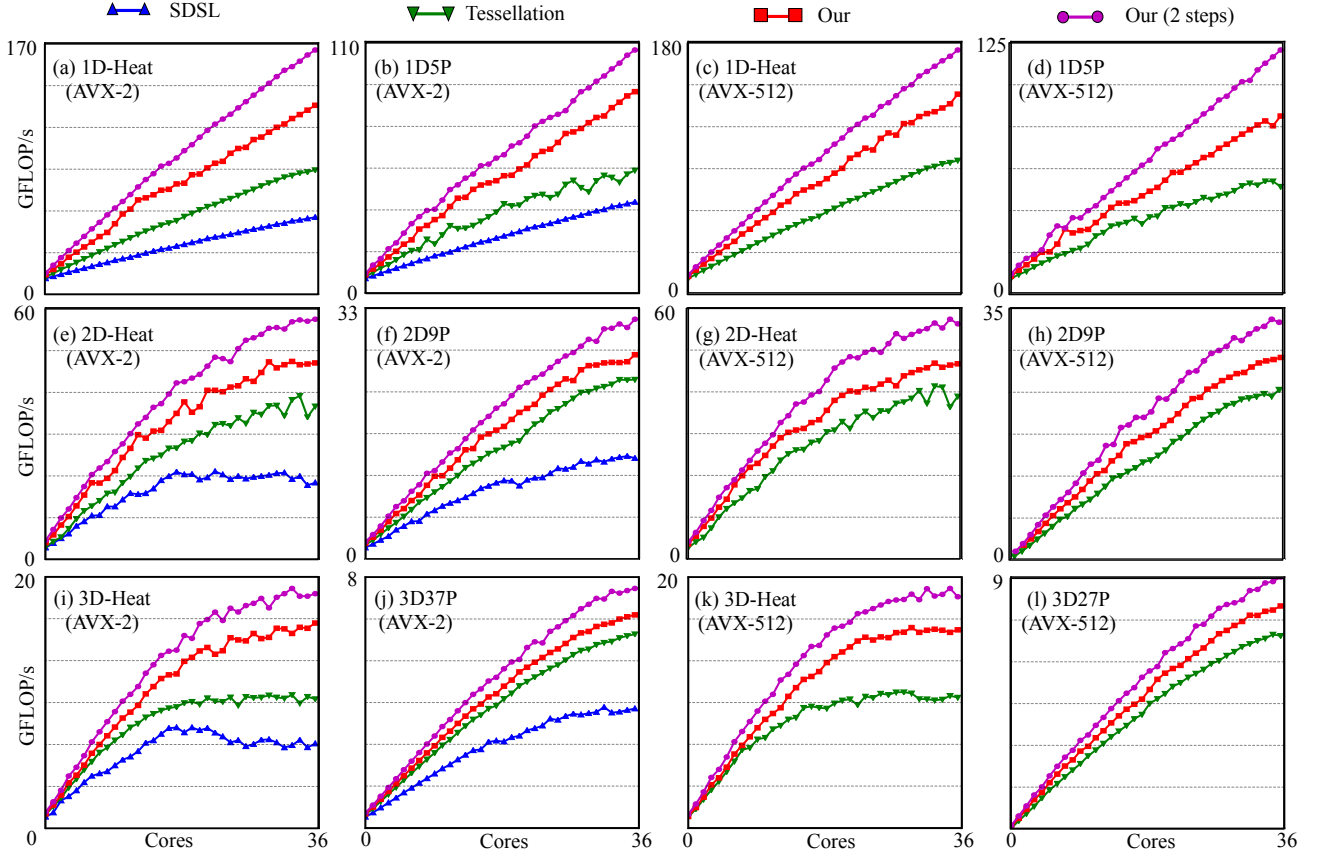 SDSL Tessellation Our Our (2 steps)
170 110 180 125
(a) 1D-Heat (b) 1D5P (c) 1D-Heat (d) 1D5P
(AVX-2) (AVX-2) (AVX-512) (AVX-512)
GFLOP/s
0 0 0 0
60 33 60 35
(e) 2D-Heat (f) 2D9P (g) 2D-Heat (h) 2D9P
(AVX-2) (AVX-2) (AVX-512) (AVX-512)
GFLOP/s
0 0 0 0
20 8 20 9
(i) 3D-Heat (j) 3D37P (k) 3D-Heat (l) 3D27P
(AVX-2) (AVX-2) (AVX-512) (AVX-512)
GFLOP/s
0 Cores 36 0 Cores 36 0 Cores 36 0 Cores 36